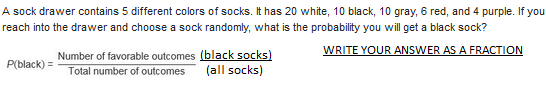 A sock drawer contains 5 different colors of socks. It has 20 white, 10 black, 10 gray, 6 red, and 4 purple. If you
reach into the drawer and choose a sock randomly, what is the probability you will get a black sock?
P(black) = Number of favorable outcomes (black socks)
Total number of outcomes (all socks)
WRITE YOUR ANSWER AS A FRACTION